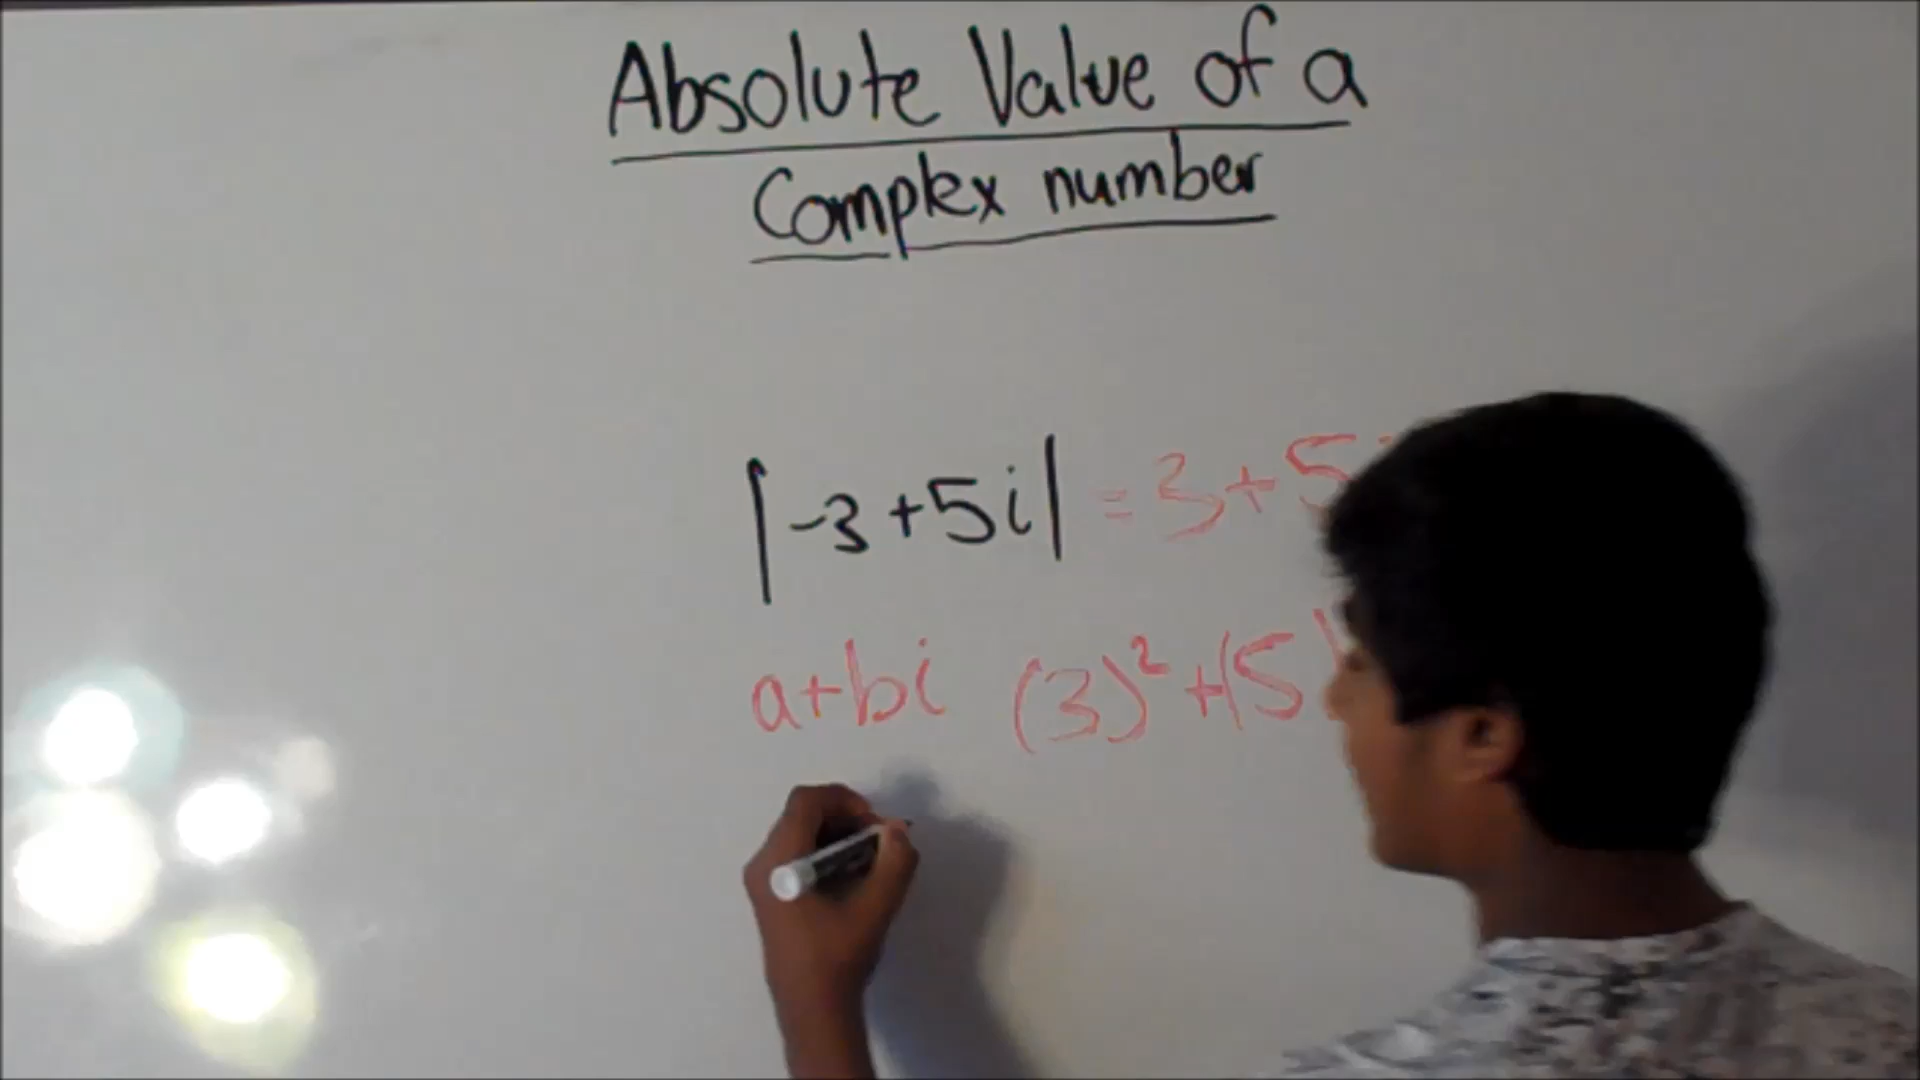 Absolute Value of a
Complex number
|-3+5i| = 3+5
a+bi (3)² +(5